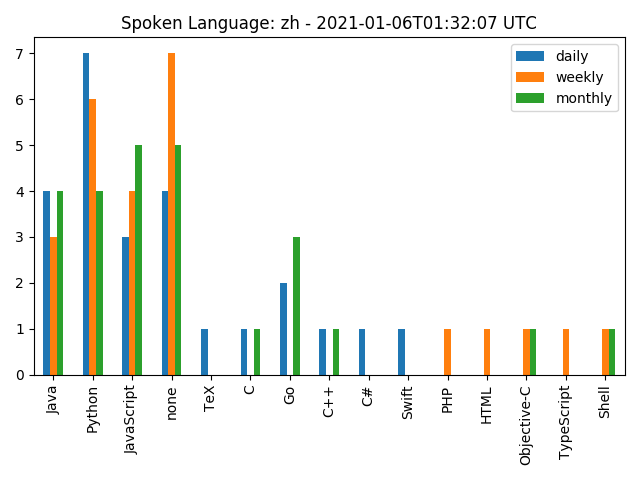 Spoken Language: zh - 2021-01-06T01:32:07 UTC
daily
weekly
monthly
7
6
5
4
3
2
1
0
Java
Python
JavaScript
none
TeX
C
Go
C++
C#
Swift
PHP
HTML
Objective-C
TypeScript
Shell